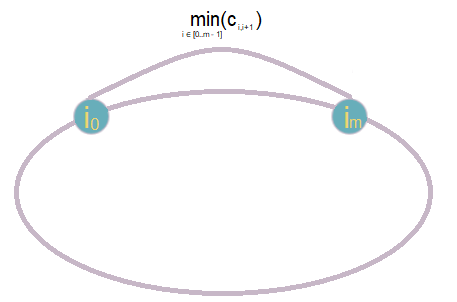 min(c i,i+1)
i ∈ [0..m - 1]
i0
im